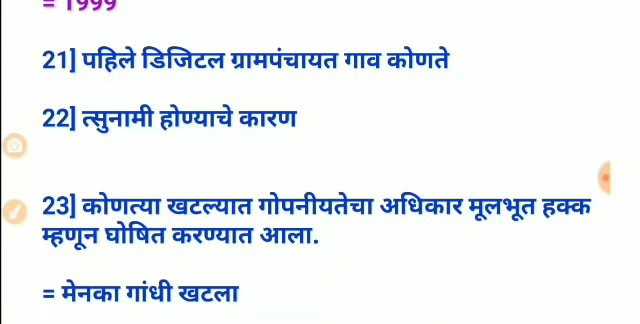 = 1999
21] पहिले डिजिटल ग्रामपंचायत गाव कोणते
22] त्सुनामी होण्याचे कारण
23] कोणत्या खटल्यात गोपनीयतेचा अधिकार मूलभूत हक्क
म्हणून घोषित करण्यात आला.
= मेनका गांधी खटला